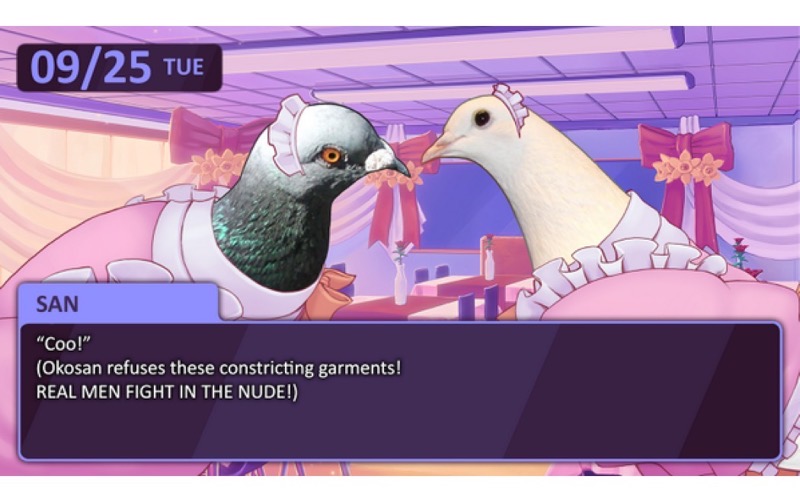 09/25 TUE
SAN
“Coo!”
(Okosan refuses these constricting garments!
REAL MEN FIGHT IN THE NUDE!)